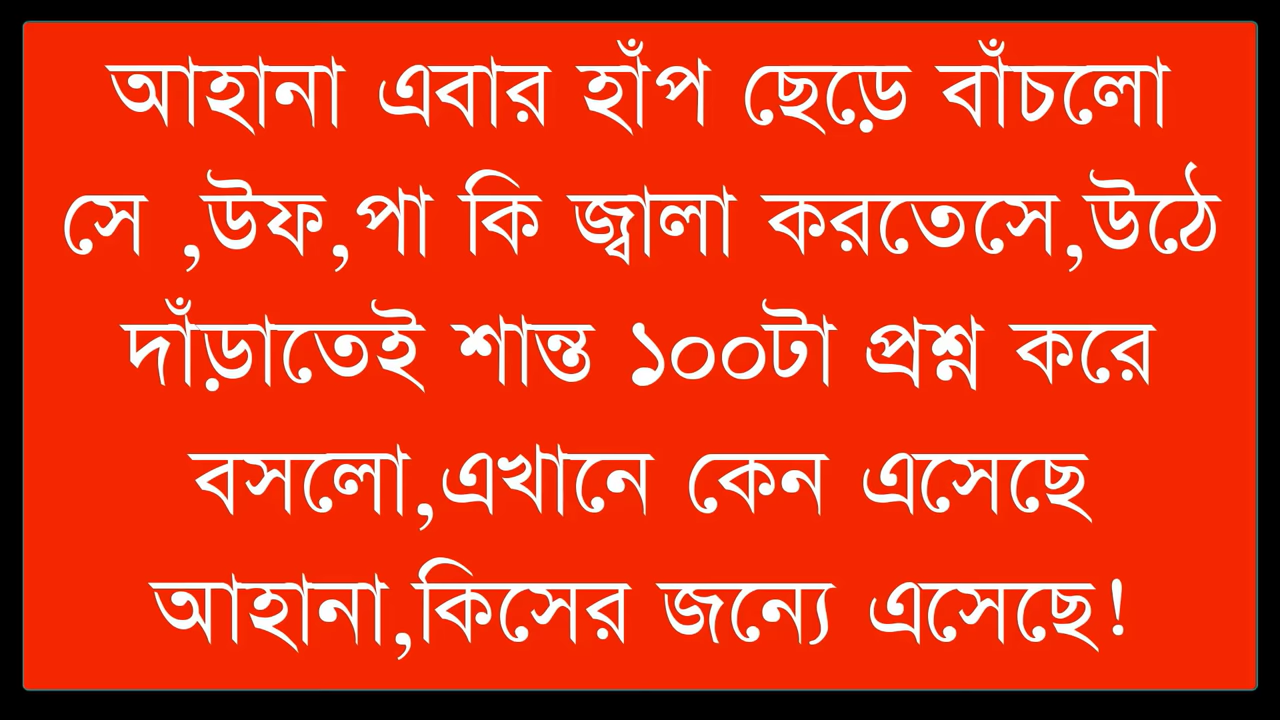 আহানা এবার হাঁপ ছেড়ে বাঁচলো
সে ,উফ,পা কি জ্বালা করতেসে,উঠে
দাঁড়াতেই শান্ত ১০০টা প্রশ্ন করে
বসলো,এখানে কেন এসেছে
আহানা,কিসের জন্যে এসেছে!